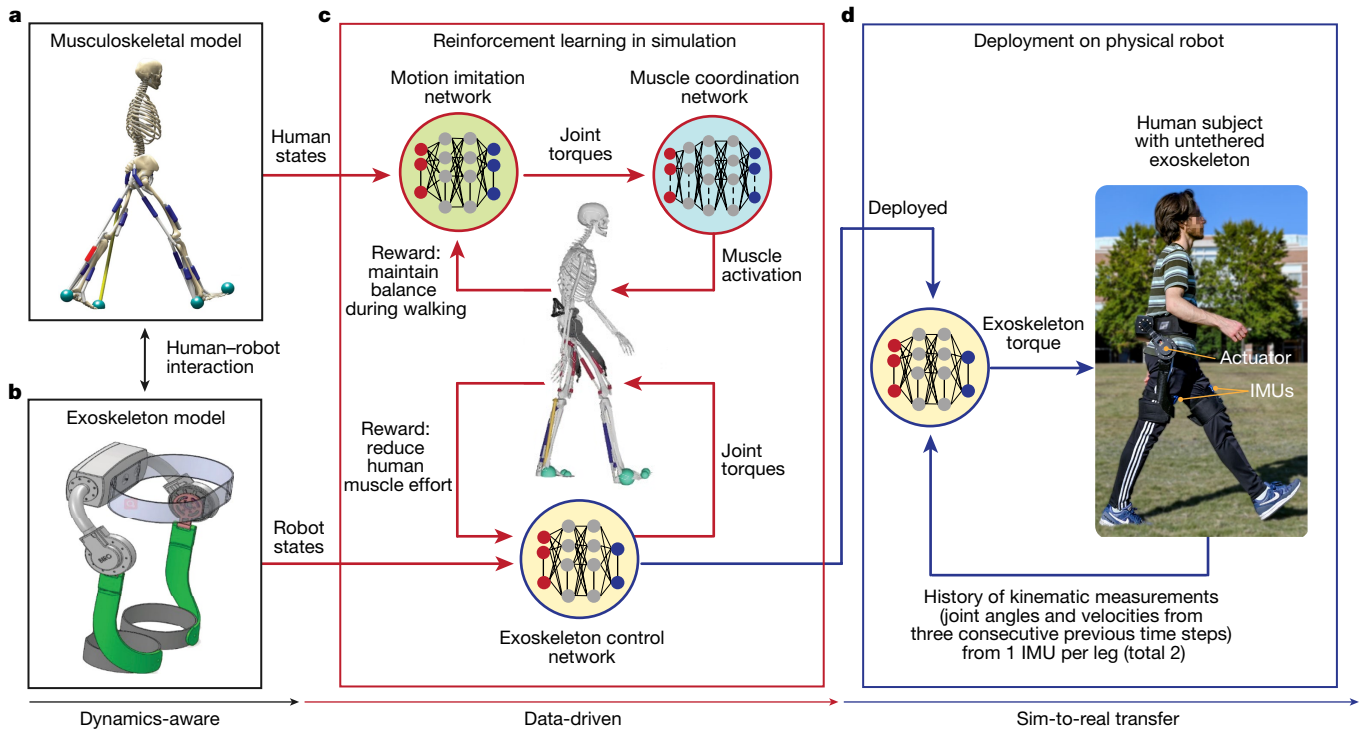 a
Musculoskeletal model
Human–robot
interaction
b
Exoskeleton model
Human
states
Robot
states
c
Reinforcement learning in simulation
Motion imitation
network
Joint
torques
Muscle coordination
network
Reward:
maintain
balance
during walking
Muscle
activation
Reward:
reduce
human
muscle effort
Joint
torques
Exoskeleton control
network
d
Deployment on physical robot
Deployed
Exoskeleton
torque
Human subject
with untethered
exoskeleton
Actuator
IMUs
History of kinematic measurements
(joint angles and velocities from
three consecutive previous time steps)
from 1 IMU per leg (total 2)
Dynamics-aware
Data-driven
Sim-to-real transfer